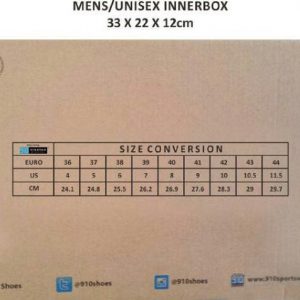 MENS/UNISEX INNERBOX
33 X 22 X 12cm
SIZE CONVERSION
EURO 36 37 38 39 40 41 42 43 44
US 4 5 6 7 8 9 10 10.5 11.5
CM 24.1 24.8 25.5 26.2 26.9 27.6 28.3 29 29.7
Shoes @910shoes @910shoes www.910sportsw